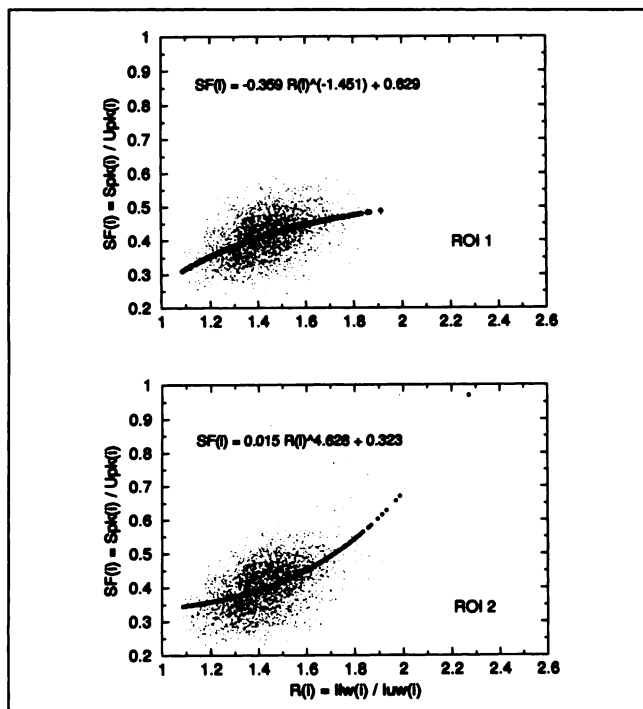 1
0.9
SF(i) = -0.359 R(i)^(-1.451) + 0.629
0.8
0.7
SF(i) = Spk(i) / Upk(i)
0.6
0.5
0.4
ROI 1
0.3
0.2
1 1.2 1.4 1.6 1.8 2 2.2 2.4 2.6
1
0.9
SF(i) = 0.015 R(i)^4.626 + 0.323
0.8
0.7
SF(i) = Spk(i) / Upk(i)
0.6
0.5
0.4
ROI 2
0.3
0.2
1 1.2 1.4 1.6 1.8 2 2.2 2.4 2.6
R(i) = Ilw(i) / Iuw(i)